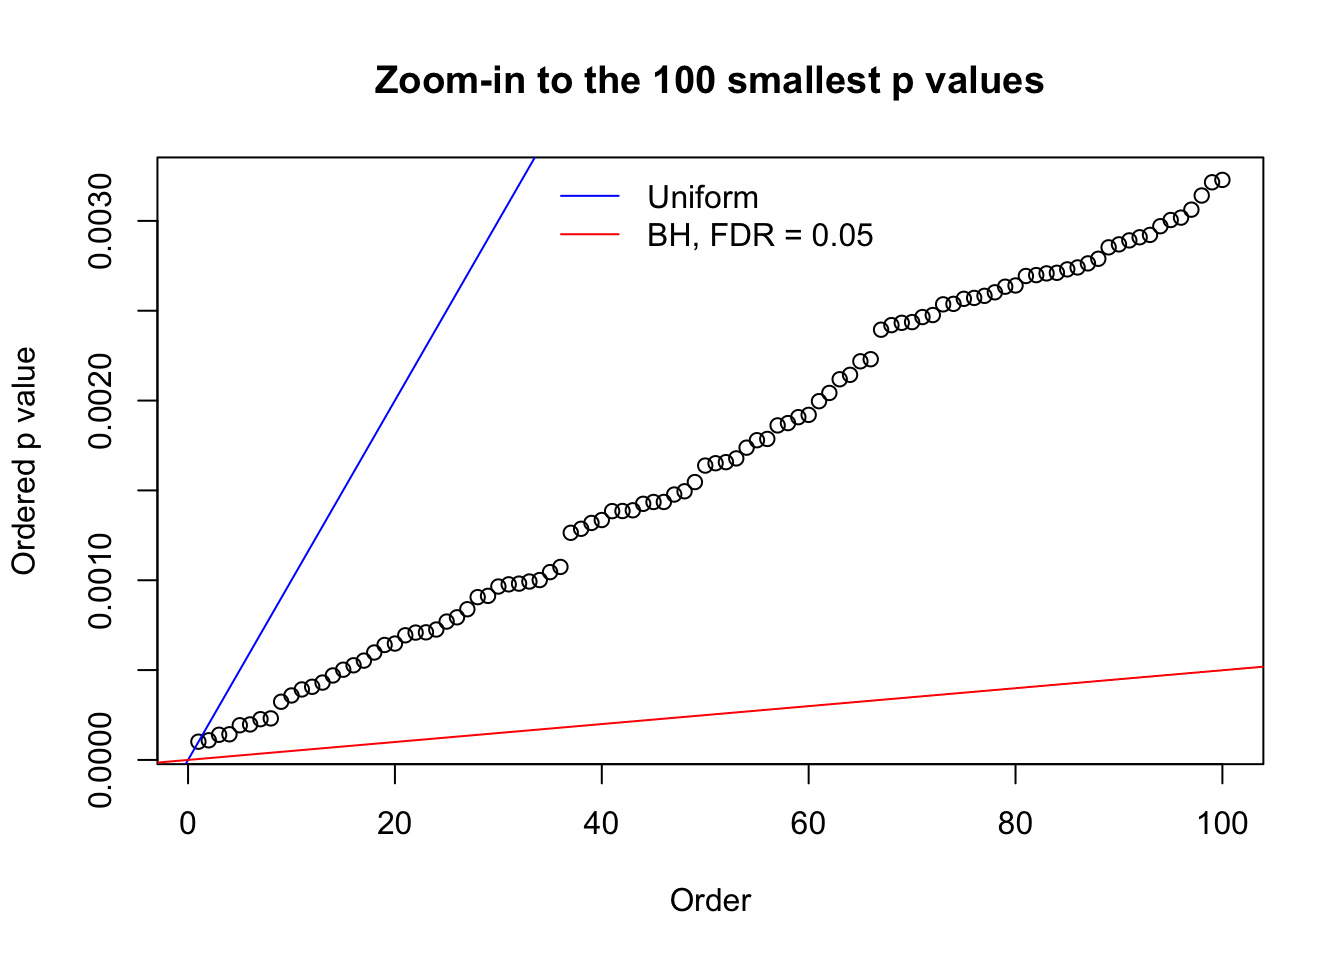 Zoom-in to the 100 smallest p values
Uniform
BH, FDR = 0.05
Ordered p value
0.0030
0.0020
0.0010
0.0000
0 20 40 60 80 100
Order